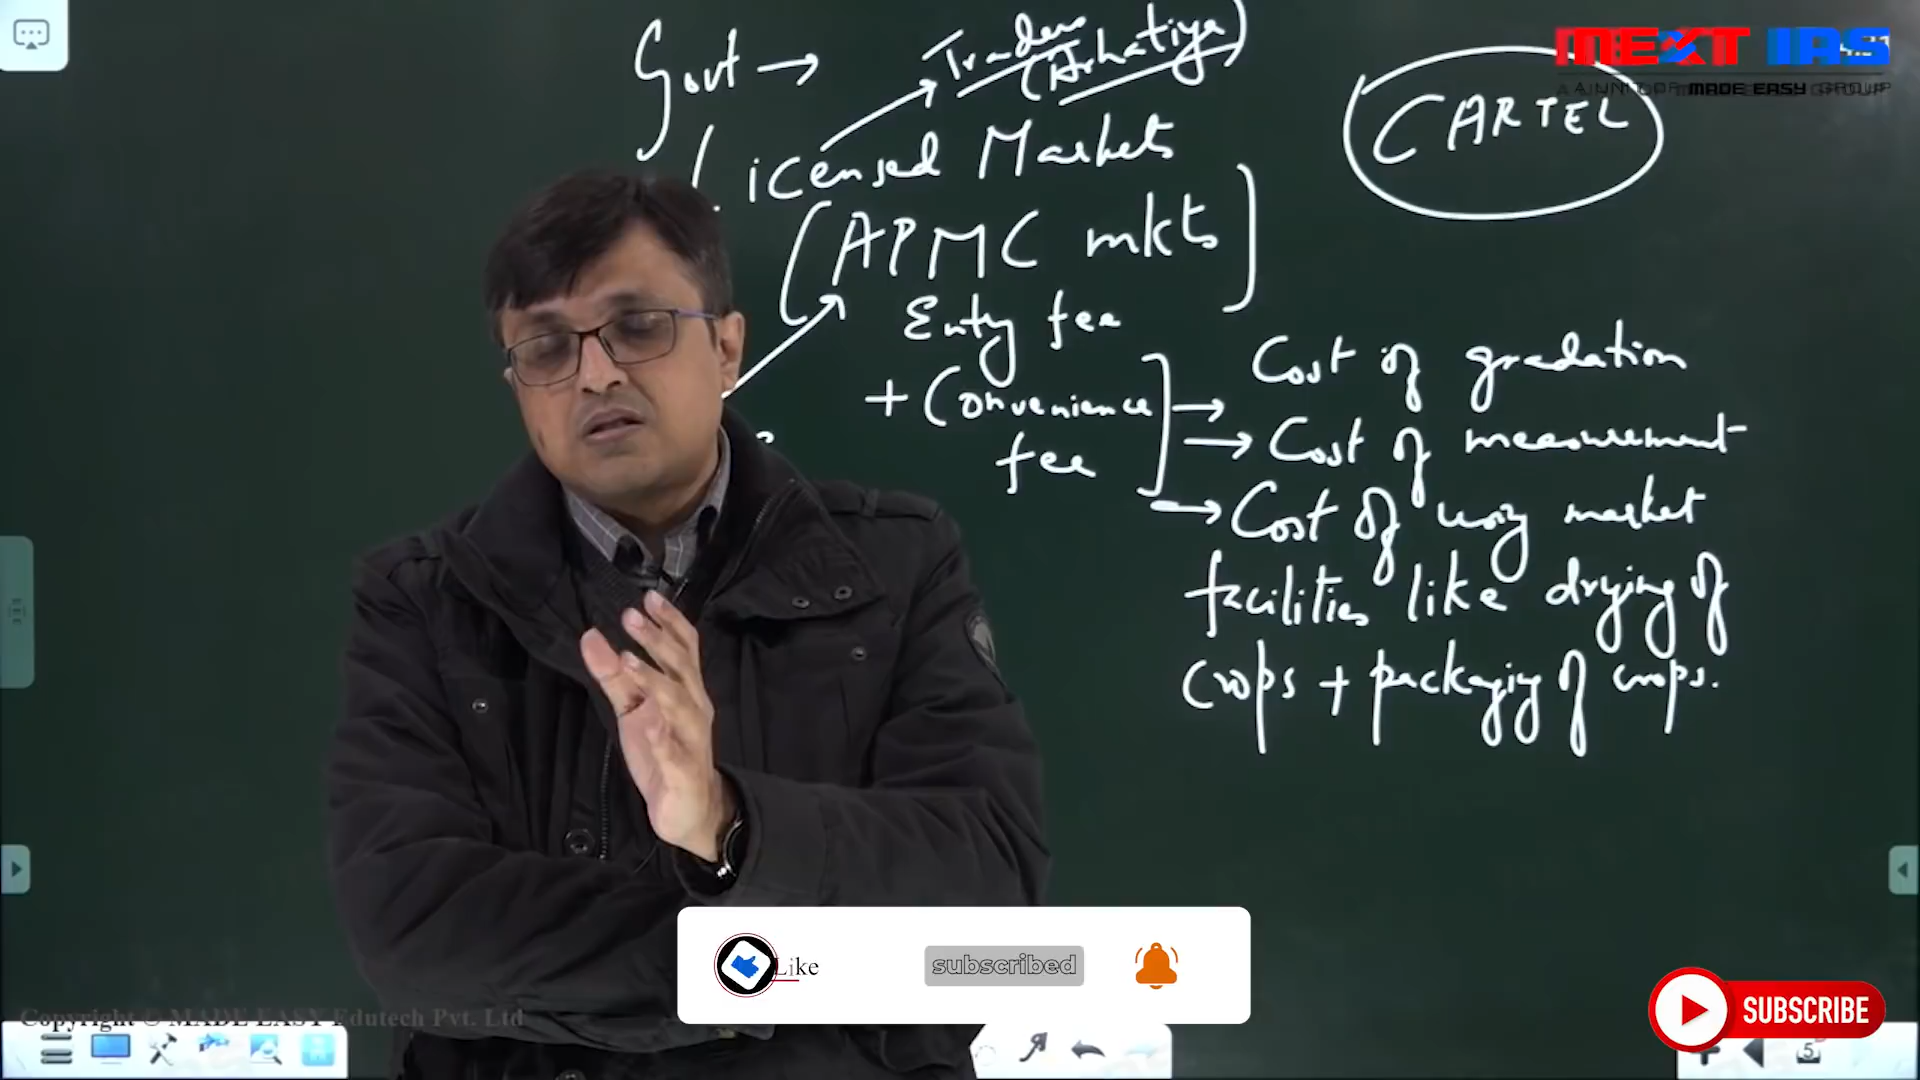 Govt →
Traders
(Arhatiya)
Licensed Markets
(APMC mkts)
Entry fee
+ Convenience
fee
→ Cost of gradation
→ Cost of measurement
→ Cost of using market
facilities like drying of
crops + packaging of crops.
CARTEL
NEXT IAS
MADE EASY GROUP
Like
subscribed
SUBSCRIBE
Copyright © MADE EASY Edutech Pvt. Ltd
5